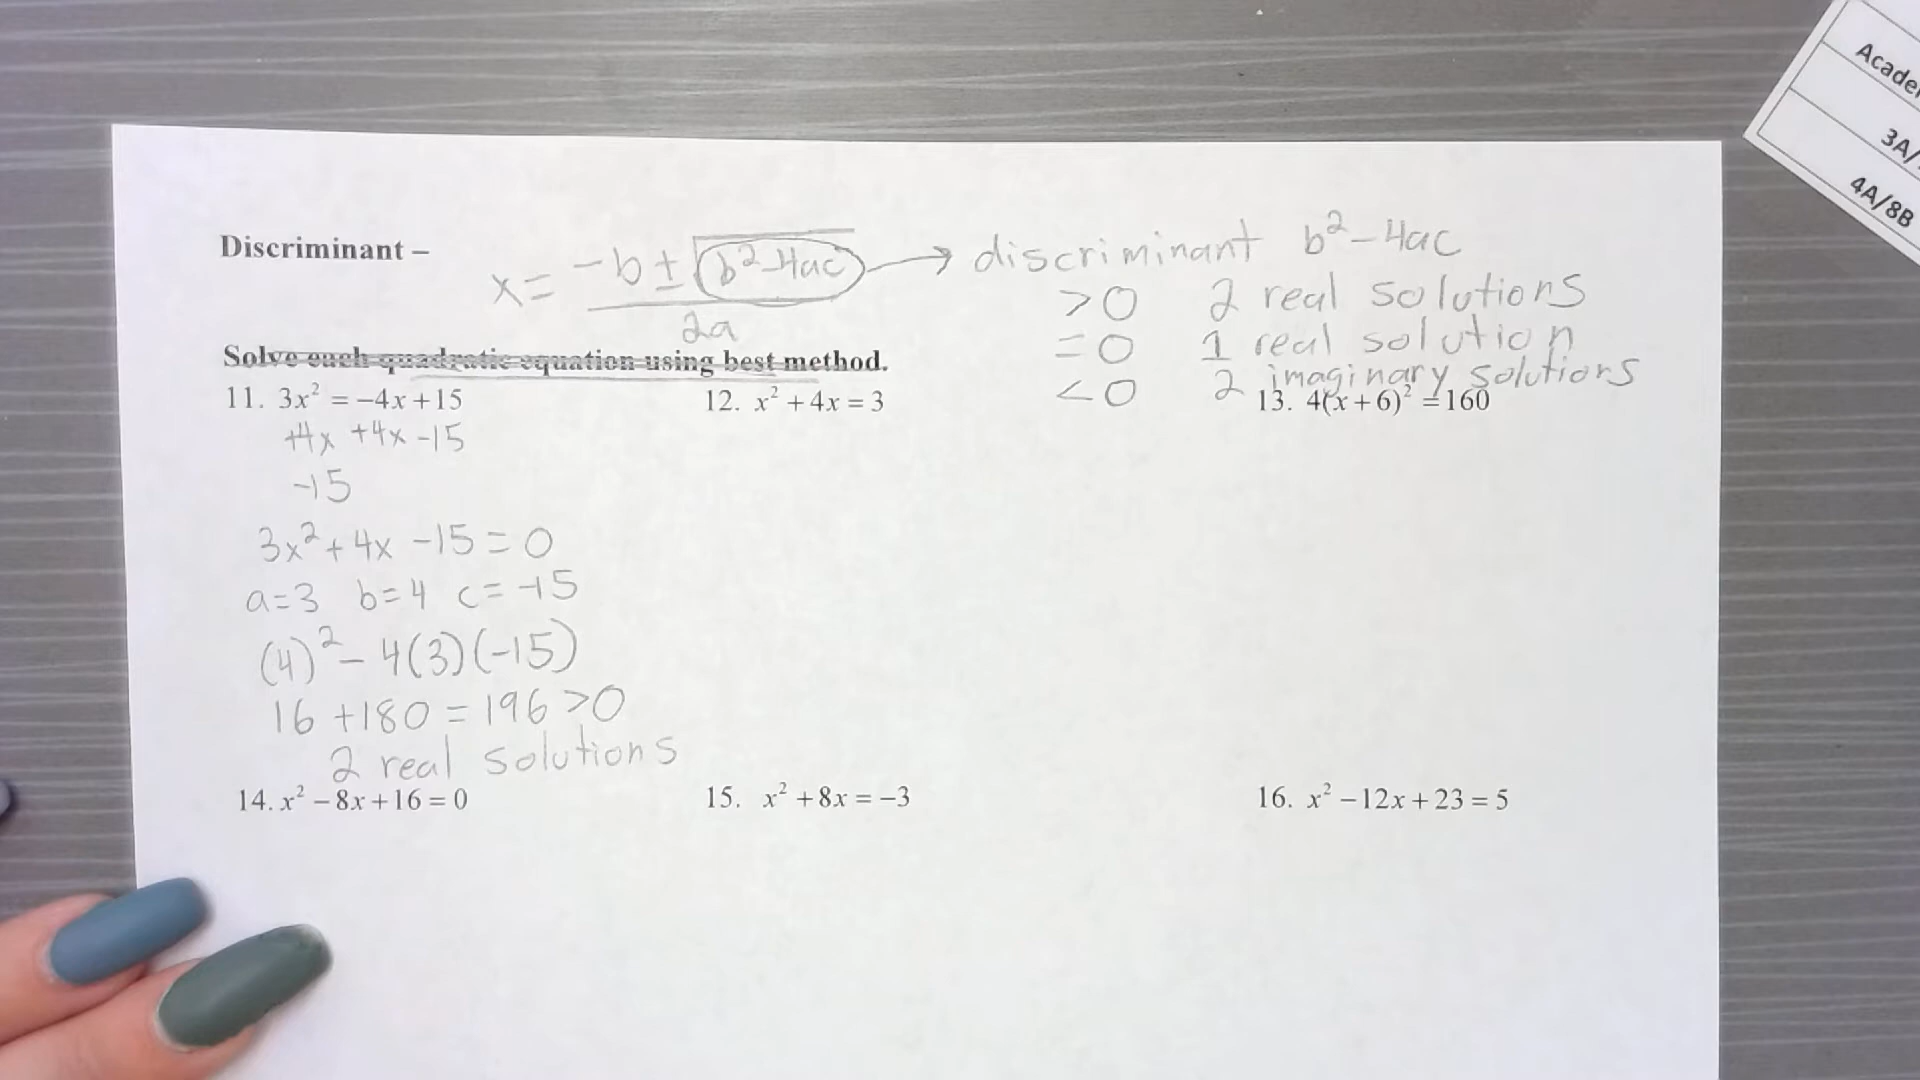 Acade
3A/
4A/8B
Discriminant –
x = -b ± √b² - 4ac / 2a → discriminant b² - 4ac
> 0 2 real solutions
= 0 1 real solution
< 0 2 imaginary solutions
Solve each quadratic equation using best method.
11. 3x² = −4x + 15
+4x +4x -15
-15
3x² + 4x - 15 = 0
a=3 b=4 c= -15
(4)² - 4(3)(-15)
16 + 180 = 196 > 0
2 real solutions
12. x² + 4x = 3
13. 4(x + 6)² = 160
14. x² − 8x + 16 = 0
15. x² + 8x = −3
16. x² − 12x + 23 = 5